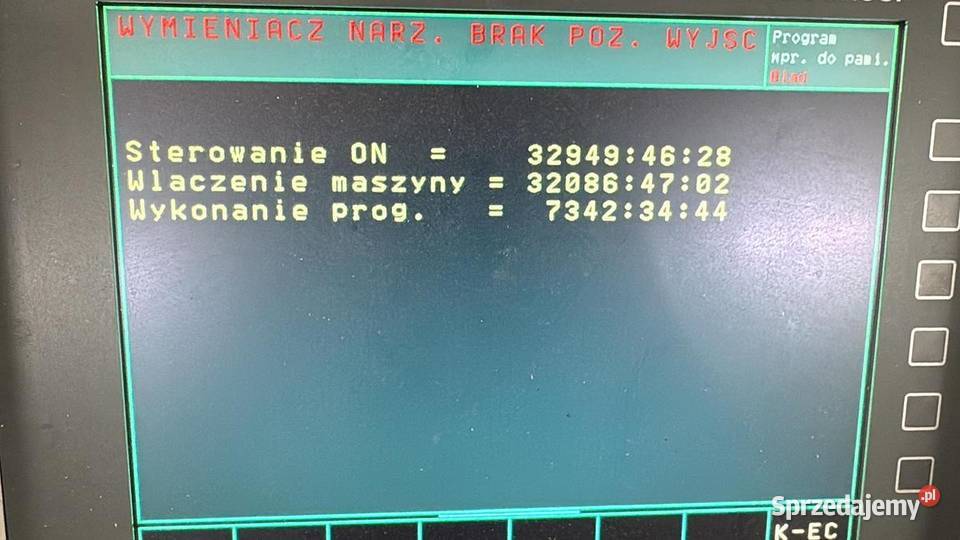 WYMIENIACZ NARZ. BRAK POZ. WYJSC
Program
wpr. do pami.
Blad
Sterowanie ON = 32949:46:28
Wlaczenie maszyny = 32086:47:02
Wykonanie prog. = 7342:34:44
Sprzedajemy.pl
K-EC